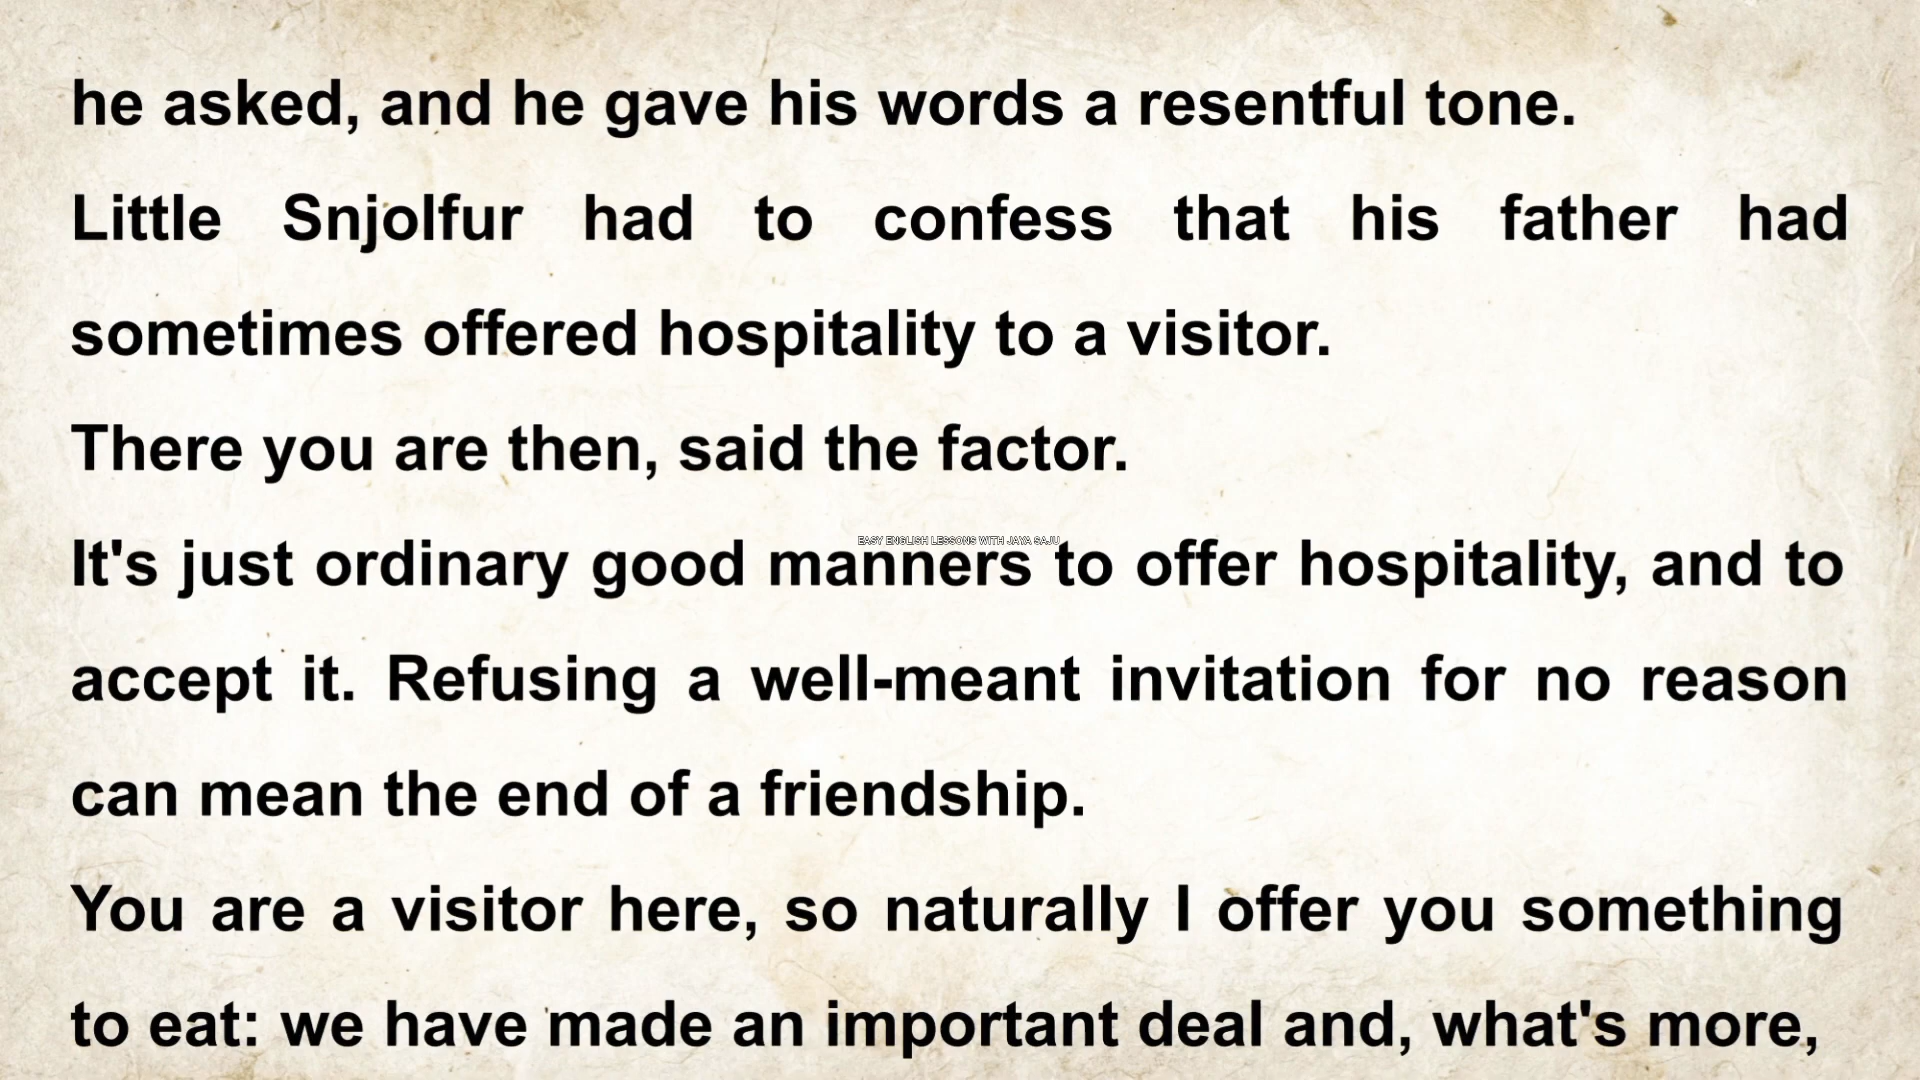 he asked, and he gave his words a resentful tone.
Little Snjolfur had to confess that his father had
sometimes offered hospitality to a visitor.
There you are then, said the factor.
EASY ENGLISH LESSONS WITH JAYA SAJU
It's just ordinary good manners to offer hospitality, and to
accept it. Refusing a well-meant invitation for no reason
can mean the end of a friendship.
You are a visitor here, so naturally I offer you something
to eat: we have made an important deal and, what's more,